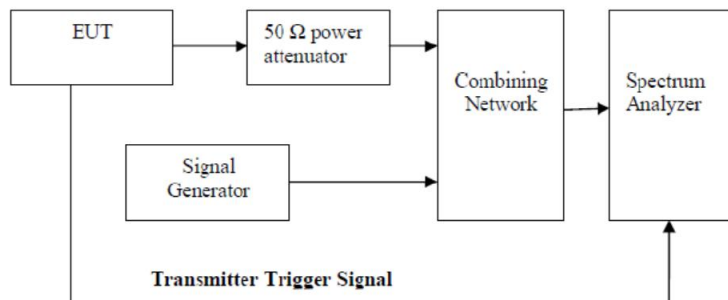 EUT
50 Ω power
attenuator
Combining
Network
Spectrum
Analyzer
Signal
Generator
Transmitter Trigger Signal